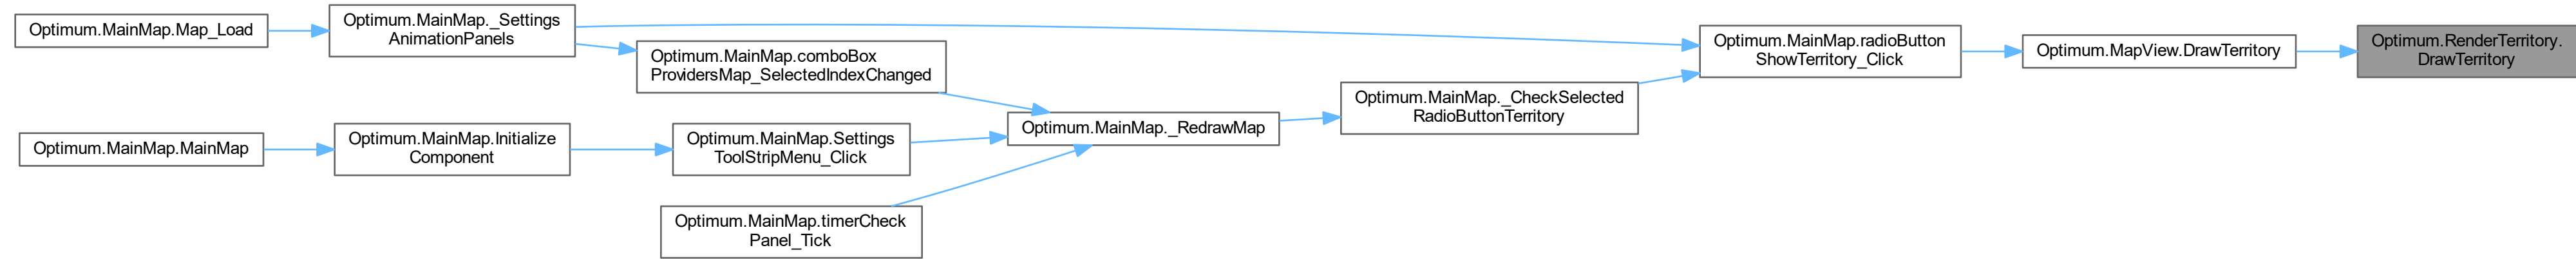 Optimum.MainMap.Map_Load
Optimum.MainMap._Settings
AnimationPanels
Optimum.MainMap.comboBox
ProvidersMap_SelectedIndexChanged
Optimum.MainMap.radioButton
ShowTerritory_Click
Optimum.MapView.DrawTerritory
Optimum.RenderTerritory.
DrawTerritory
Optimum.MainMap._CheckSelected
RadioButtonTerritory
Optimum.MainMap._RedrawMap
Optimum.MainMap.MainMap
Optimum.MainMap.Initialize
Component
Optimum.MainMap.Settings
ToolStripMenu_Click
Optimum.MainMap.timerCheck
Panel_Tick